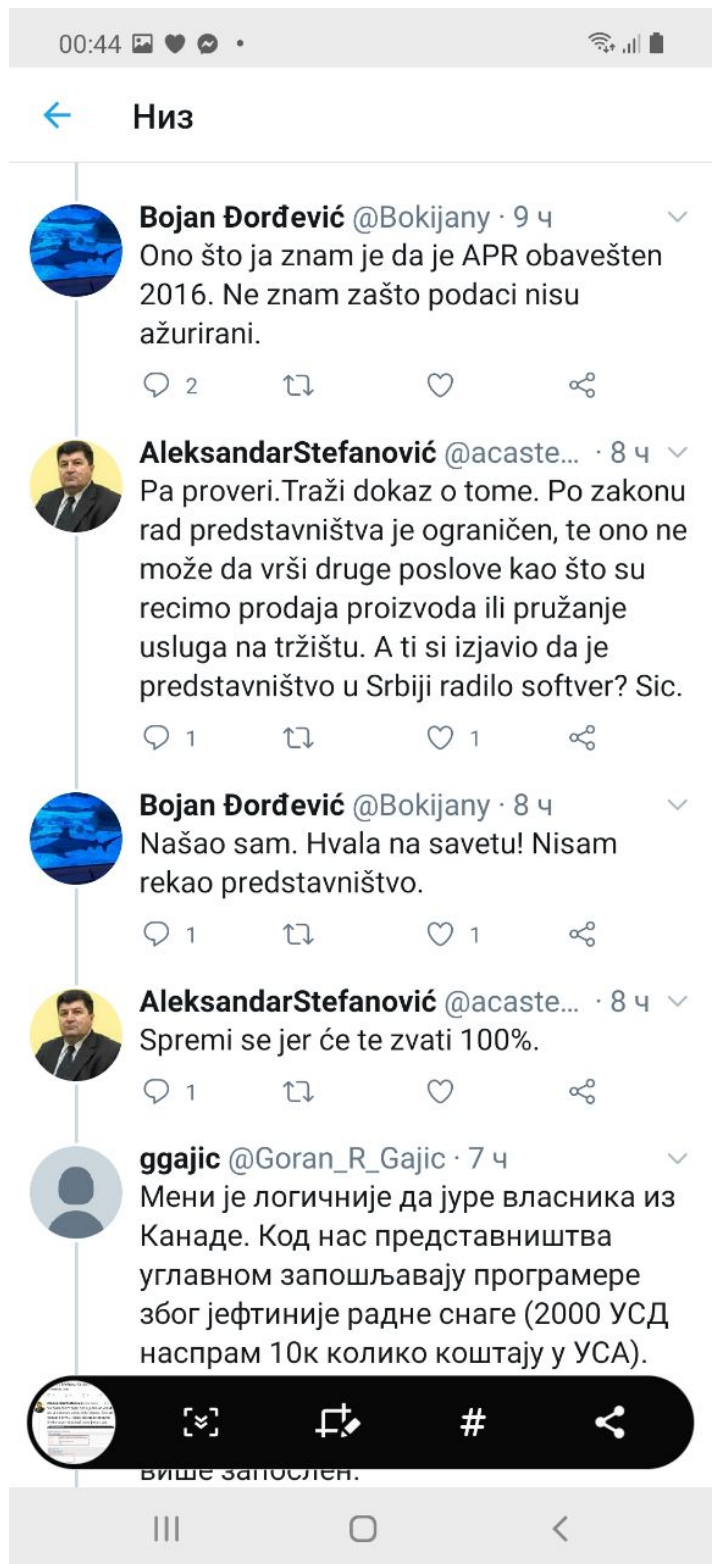 00:44
Низ
Bojan Đorđević @Bokijany · 9 ч
Ono što ja znam je da je APR obavešten
2016. Ne znam zašto podaci nisu
ažurirani.
2
AleksandarStefanović @acaste... · 8 ч
Pa proveri.Traži dokaz o tome. Po zakonu
rad predstavništva je ograničen, te ono ne
može da vrši druge poslove kao što su
recimo prodaja proizvoda ili pružanje
usluga na tržištu. A ti si izjavio da je
predstavništvo u Srbiji radilo softver? Sic.
1 1
Bojan Đorđević @Bokijany · 8 ч
Našao sam. Hvala na savetu! Nisam
rekao predstavništvo.
1 1
AleksandarStefanović @acaste... · 8 ч
Spremi se jer će te zvati 100%.
1
ggajic @Goran_R_Gajic · 7 ч
Мени је логичније да јуре власника из
Канаде. Код нас представништва
углавном запошљавају програмере
због јефтиније радне снаге (2000 УСД
наспрам 10к колико коштају у УСА).
#
више запослен.